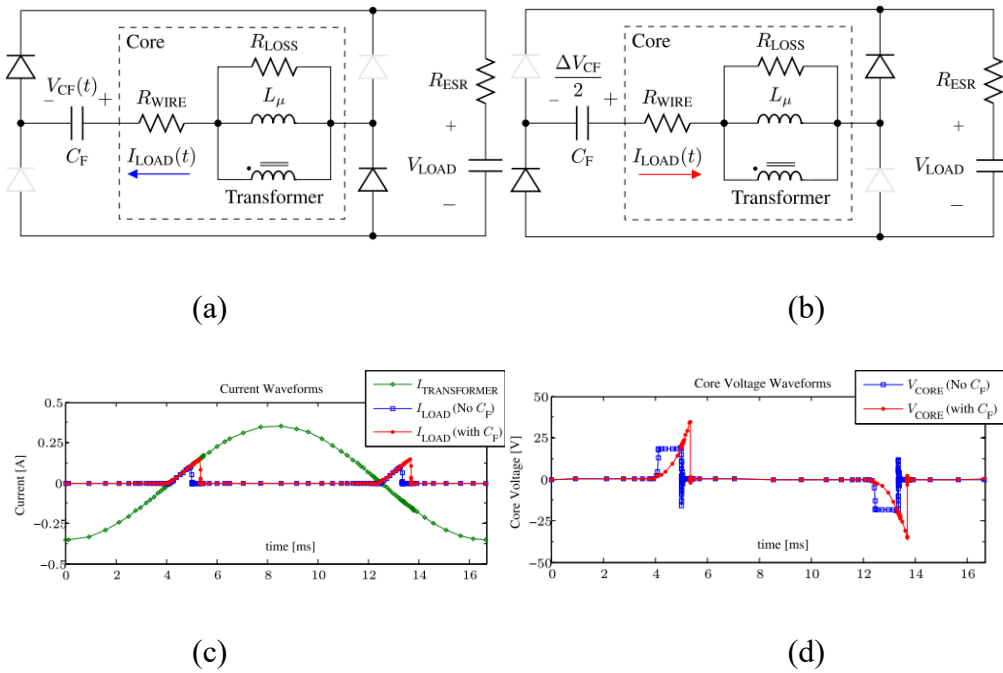 Core
R_LOSS
V_CF(t)
− +
R_WIRE
L_μ
R_ESR
C_F
I_LOAD(t)
Transformer
+
V_LOAD
−
(a)
Core
R_LOSS
ΔV_CF
2
− +
R_WIRE
L_μ
R_ESR
C_F
I_LOAD(t)
Transformer
+
V_LOAD
−
(b)
Current Waveforms
I_TRANSFORMER
I_LOAD (No C_F)
I_LOAD (with C_F)
Current [A]
0.5
0.25
0
−0.25
−0.5
time [ms]
0 2 4 6 8 10 12 14 16
(c)
Core Voltage Waveforms
V_CORE (No C_F)
V_CORE (with C_F)
Core Voltage [V]
50
25
0
−25
−50
time [ms]
0 2 4 6 8 10 12 14 16
(d)